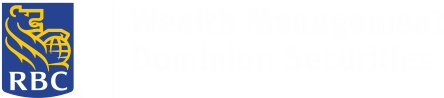 RBC
Wealth Management
Dominion Securities